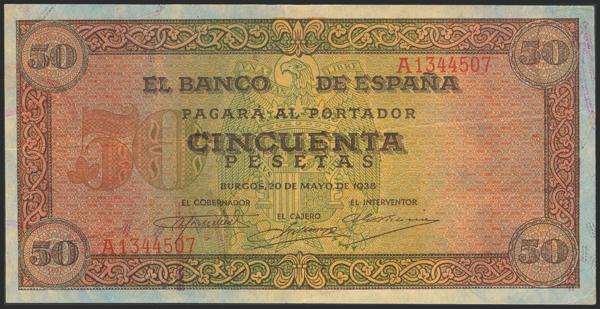 50
50
A1344507
EL BANCO DE ESPAÑA
PAGARÁ AL PORTADOR
50
CINCUENTA
PESETAS
BURGOS, 20 DE MAYO DE 1938
EL GOBERNADOR
EL CAJERO
EL INTERVENTOR
A1344507
50
50